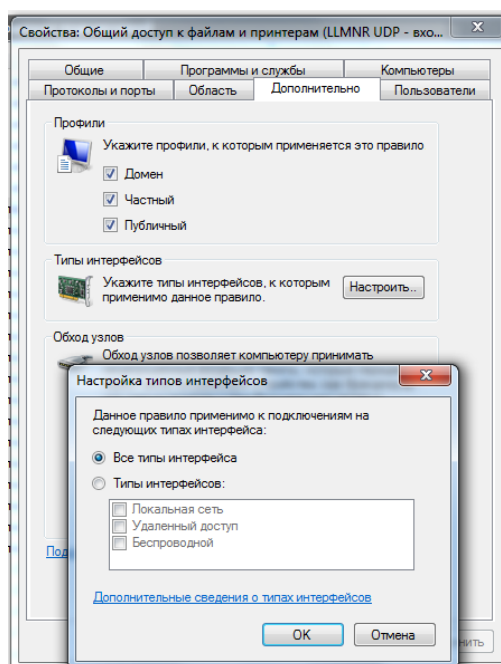 Свойства: Общий доступ к файлам и принтерам (LLMNR UDP - вхо...
Общие
Программы и службы
Компьютеры
Протоколы и порты
Область
Дополнительно
Пользователи
Профили
Укажите профили, к которым применяется это правило
Домен
Частный
Публичный
Типы интерфейсов
Укажите типы интерфейсов, к которым
применимо данное правило.
Настроить..
Обход узлов
Обход узлов позволяет компьютеру принимать
Настройка типов интерфейсов
Данное правило применимо к подключениям на
следующих типах интерфейса:
Все типы интерфейса
Типы интерфейсов:
Локальная сеть
Удаленный доступ
Беспроводной
Под
Дополнительные сведения о типах интерфейсов
OK
Отмена
нить